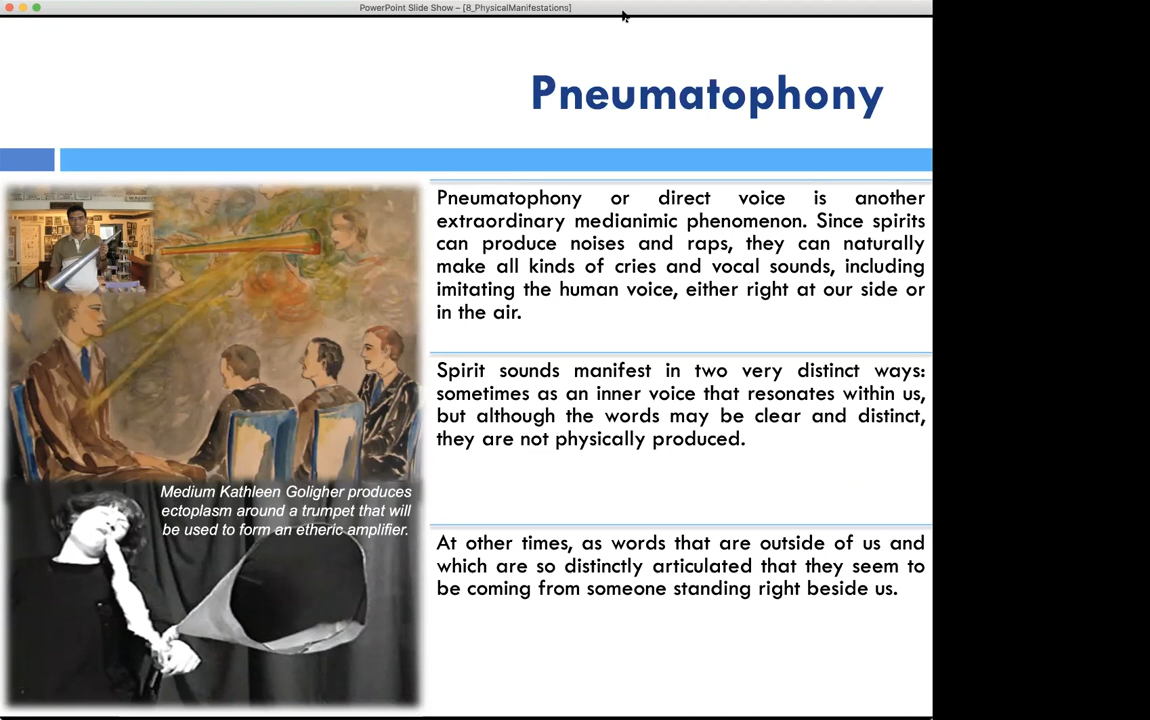 PowerPoint Slide Show – [8_PhysicalManifestations]
Pneumatophony
Pneumatophony or direct voice is another
extraordinary medianimic phenomenon. Since spirits
can produce noises and raps, they can naturally
make all kinds of cries and vocal sounds, including
imitating the human voice, either right at our side or
in the air.
Spirit sounds manifest in two very distinct ways:
sometimes as an inner voice that resonates within us,
but although the words may be clear and distinct,
they are not physically produced.
Medium Kathleen Goligher produces
ectoplasm around a trumpet that will
be used to form an etheric amplifier.
At other times, as words that are outside of us and
which are so distinctly articulated that they seem to
be coming from someone standing right beside us.